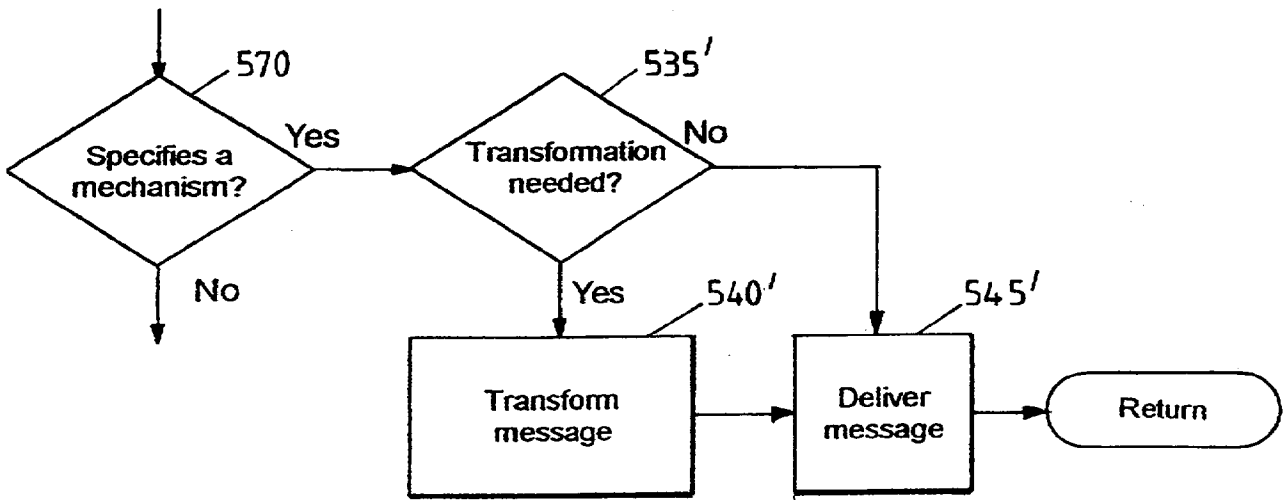 570
535'
Yes
No
Specifies a
mechanism?
Transformation
needed?
No
Yes
540'
545'
Transform
message
Deliver
message
Return